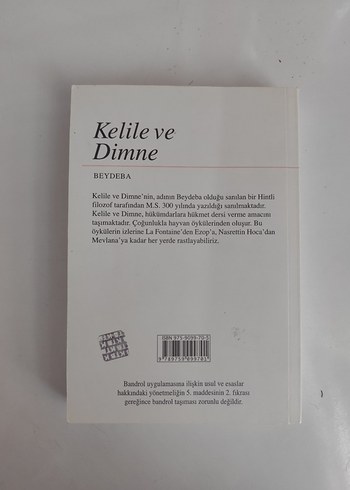 Kelile ve
Dimne
BEYDEBA
Kelile ve Dimne'nin, adının Beydeba olduğu sanılan bir Hintli
filozof tarafından M.S. 300 yılında yazıldığı sanılmaktadır.
Kelile ve Dimne, hükümdarlara hükmet dersi verme amacını
taşımaktadır. Çoğunlukla hayvan öykülerinden oluşur. Bu
öykülerin izlerine La Fontaine'den Ezop'a, Nasrettin Hoca'dan
Mevlana'ya kadar her yerde rastlayabiliriz.
Bandrol uygulamasına ilişkin usul ve esaslar
hakkındaki yönetmeliğin 5. maddesinin 2. fıkrası
gereğince bandrol taşıması zorunlu değildir.